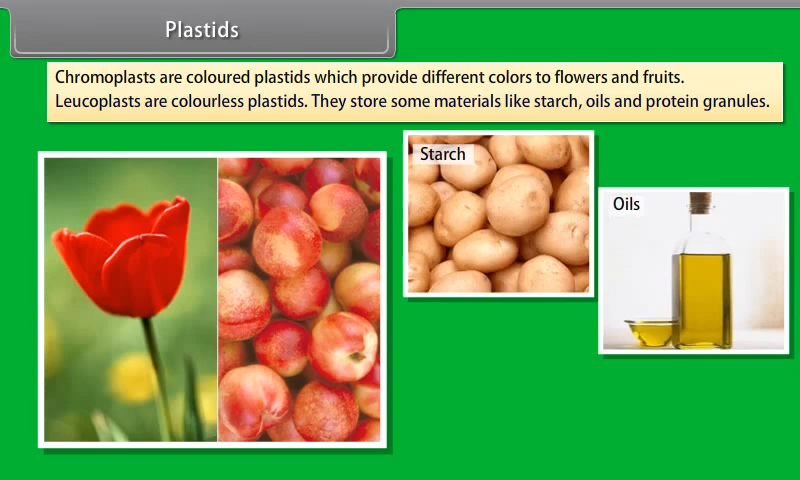 Plastids
Chromoplasts are coloured plastids which provide different colors to flowers and fruits.
Leucoplasts are colourless plastids. They store some materials like starch, oils and protein granules.
Starch
Oils